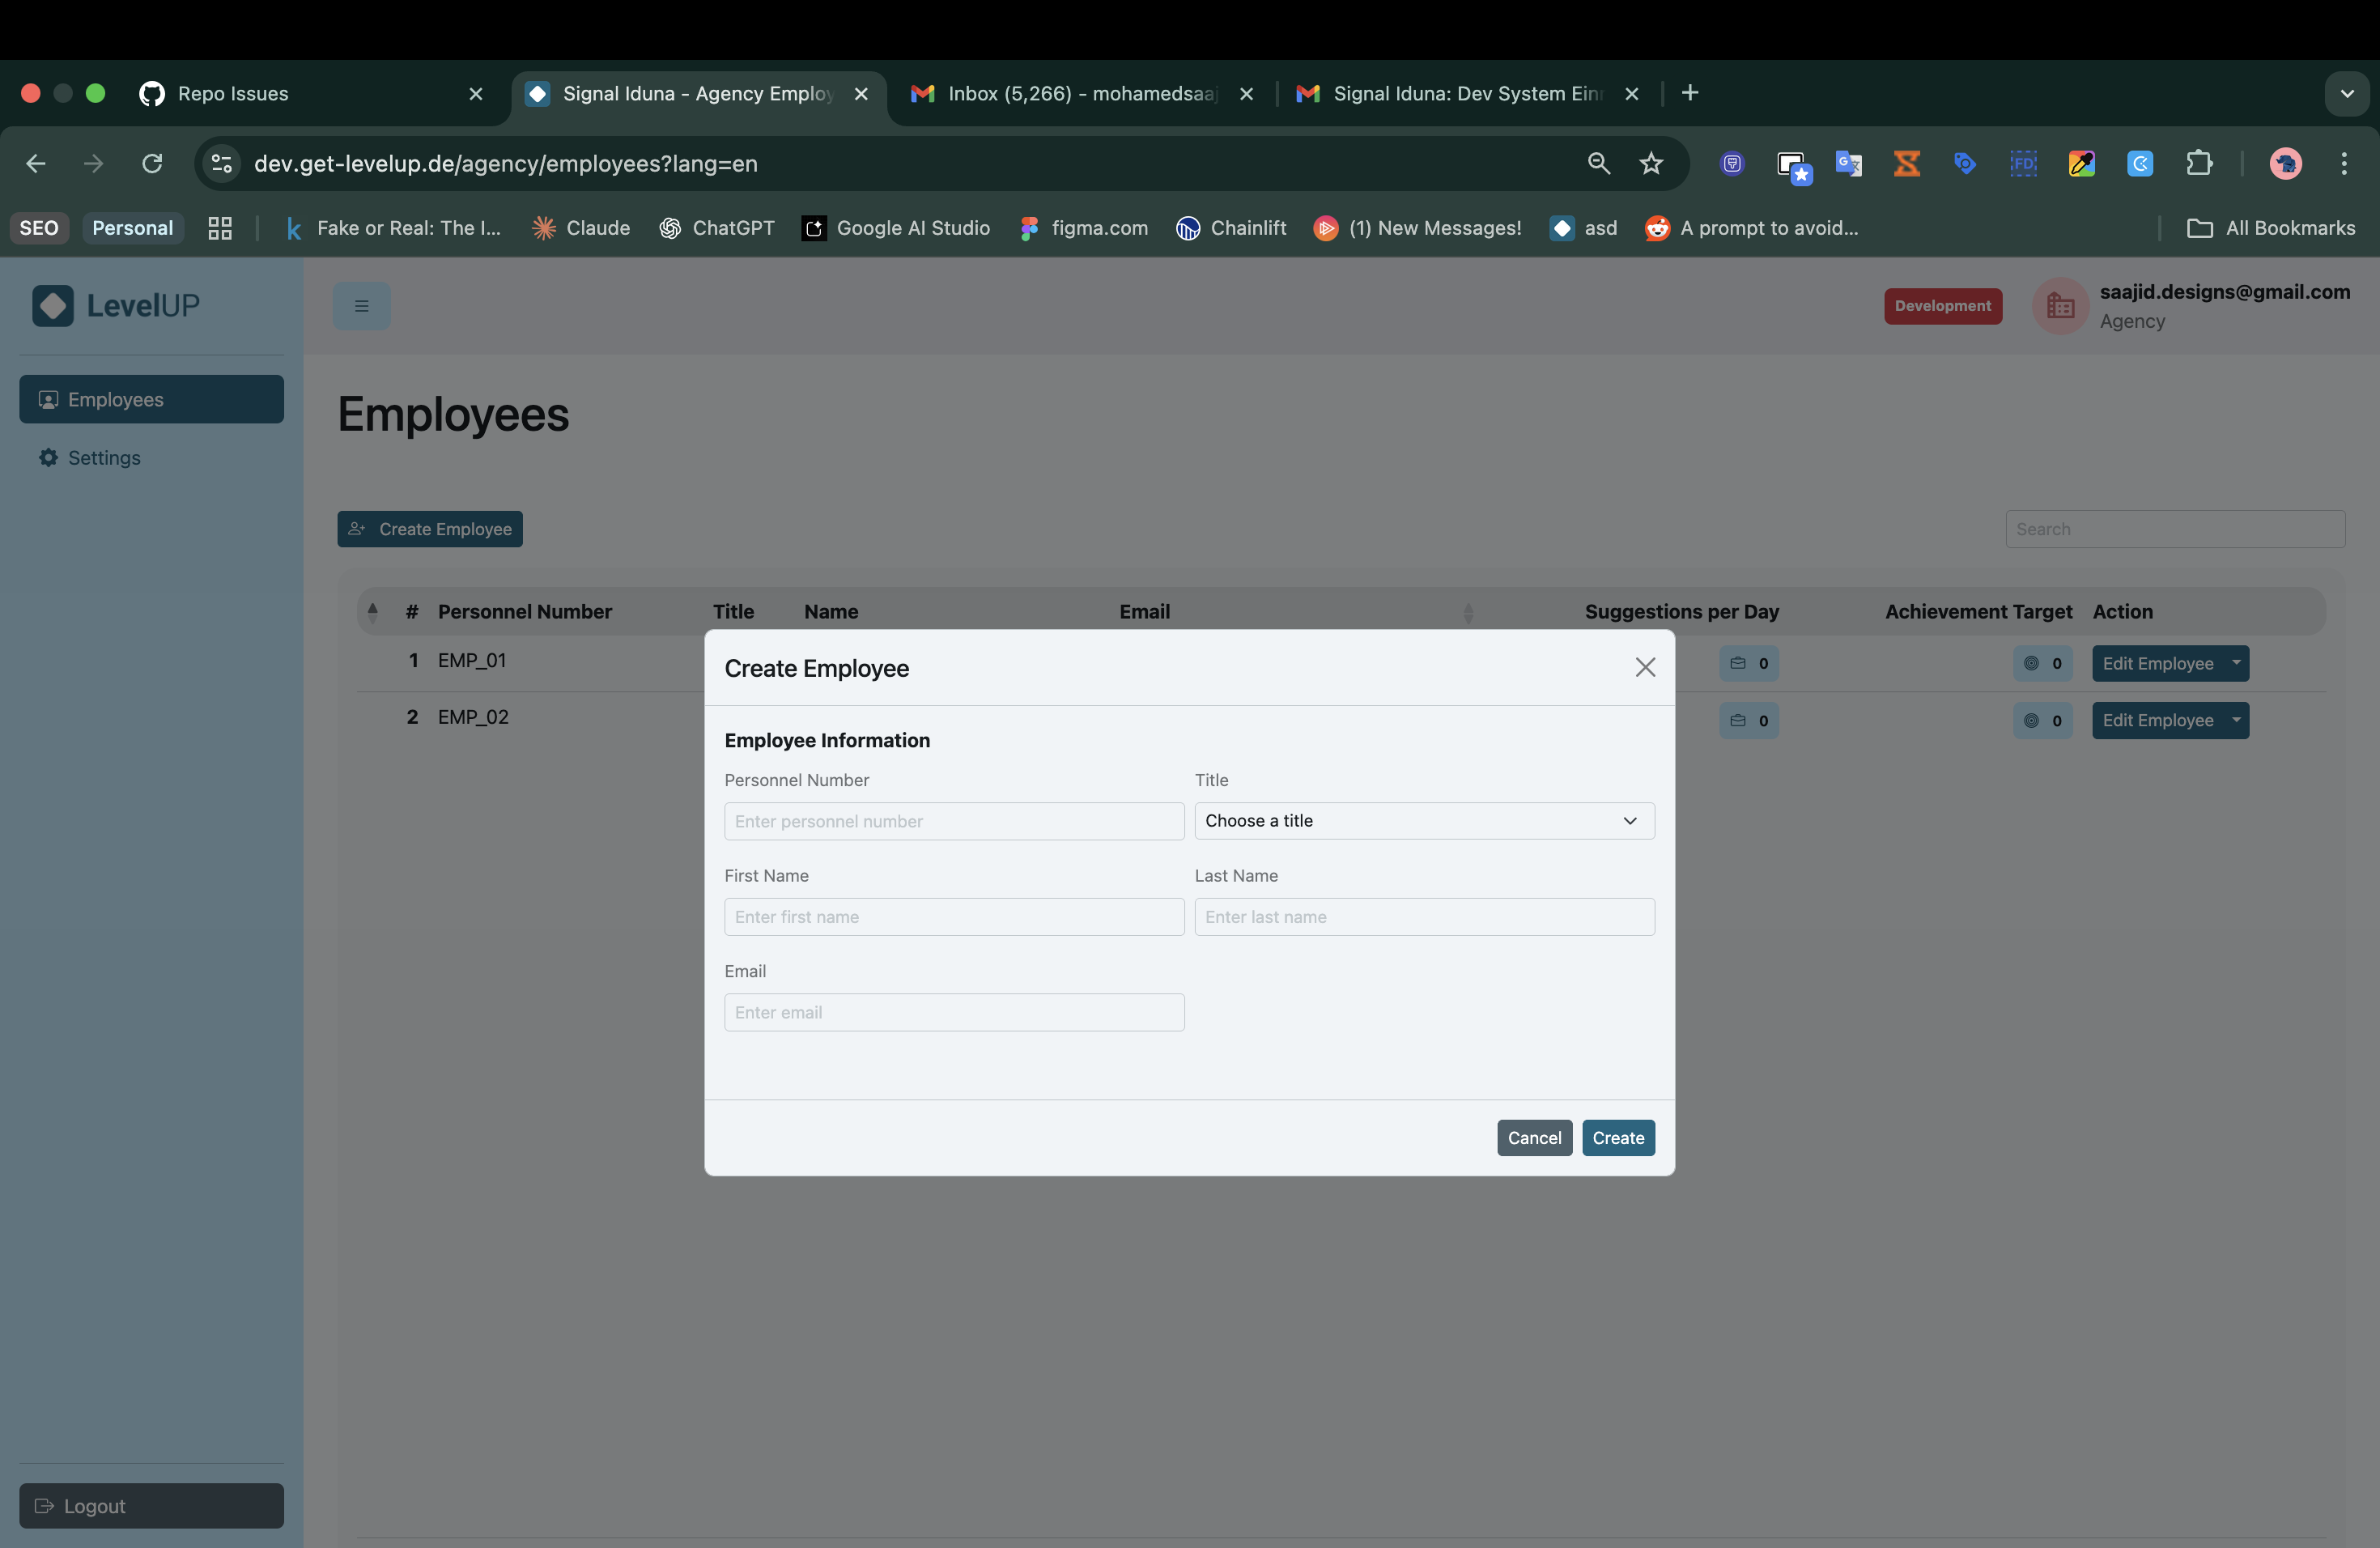 Repo Issues
Signal Iduna - Agency Employ
Inbox (5,266) - mohamedsaaj
Signal Iduna: Dev System Einr
dev.get-levelup.de/agency/employees?lang=en
SEO
Personal
Fake or Real: The I...
Claude
ChatGPT
Google AI Studio
figma.com
Chainlift
(1) New Messages!
asd
A prompt to avoid...
All Bookmarks
LevelUP
Development
saajid.designs@gmail.com
Agency
Employees
Settings
Employees
Create Employee
Search
# Personnel Number Title Name Email Suggestions per Day Achievement Target Action
1 EMP_01 0 0 Edit Employee
2 EMP_02 0 0 Edit Employee
Create Employee
Employee Information
Personnel Number
Title
Enter personnel number
Choose a title
First Name
Last Name
Enter first name
Enter last name
Email
Enter email
Cancel
Create
Logout